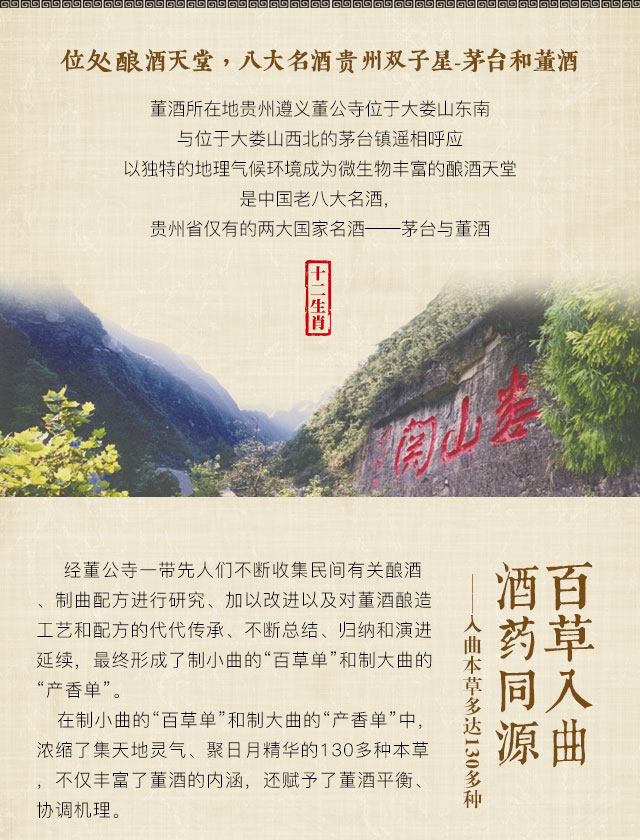 位处酿酒天堂，八大名酒贵州双子星-茅台和董酒
董酒所在地贵州遵义董公寺位于大娄山东南
与位于大娄山西北的茅台镇遥相呼应
以独特的地理气候环境成为微生物丰富的酿酒天堂
是中国老八大名酒,
贵州省仅有的两大国家名酒——茅台与董酒
十二生肖
娄山关
百草入曲
酒药同源
——入曲本草多达130多种
经董公寺一带先人们不断收集民间有关酿酒
、制曲配方进行研究、加以改进以及对董酒酿造
工艺和配方的代代传承、不断总结、归纳和演进
延续，最终形成了制小曲的“百草单”和制大曲的
“产香单”。
在制小曲的“百草单”和制大曲的“产香单”中，
浓缩了集天地灵气、聚日月精华的130多种本草
，不仅丰富了董酒的内涵，还赋予了董酒平衡、
协调机理。